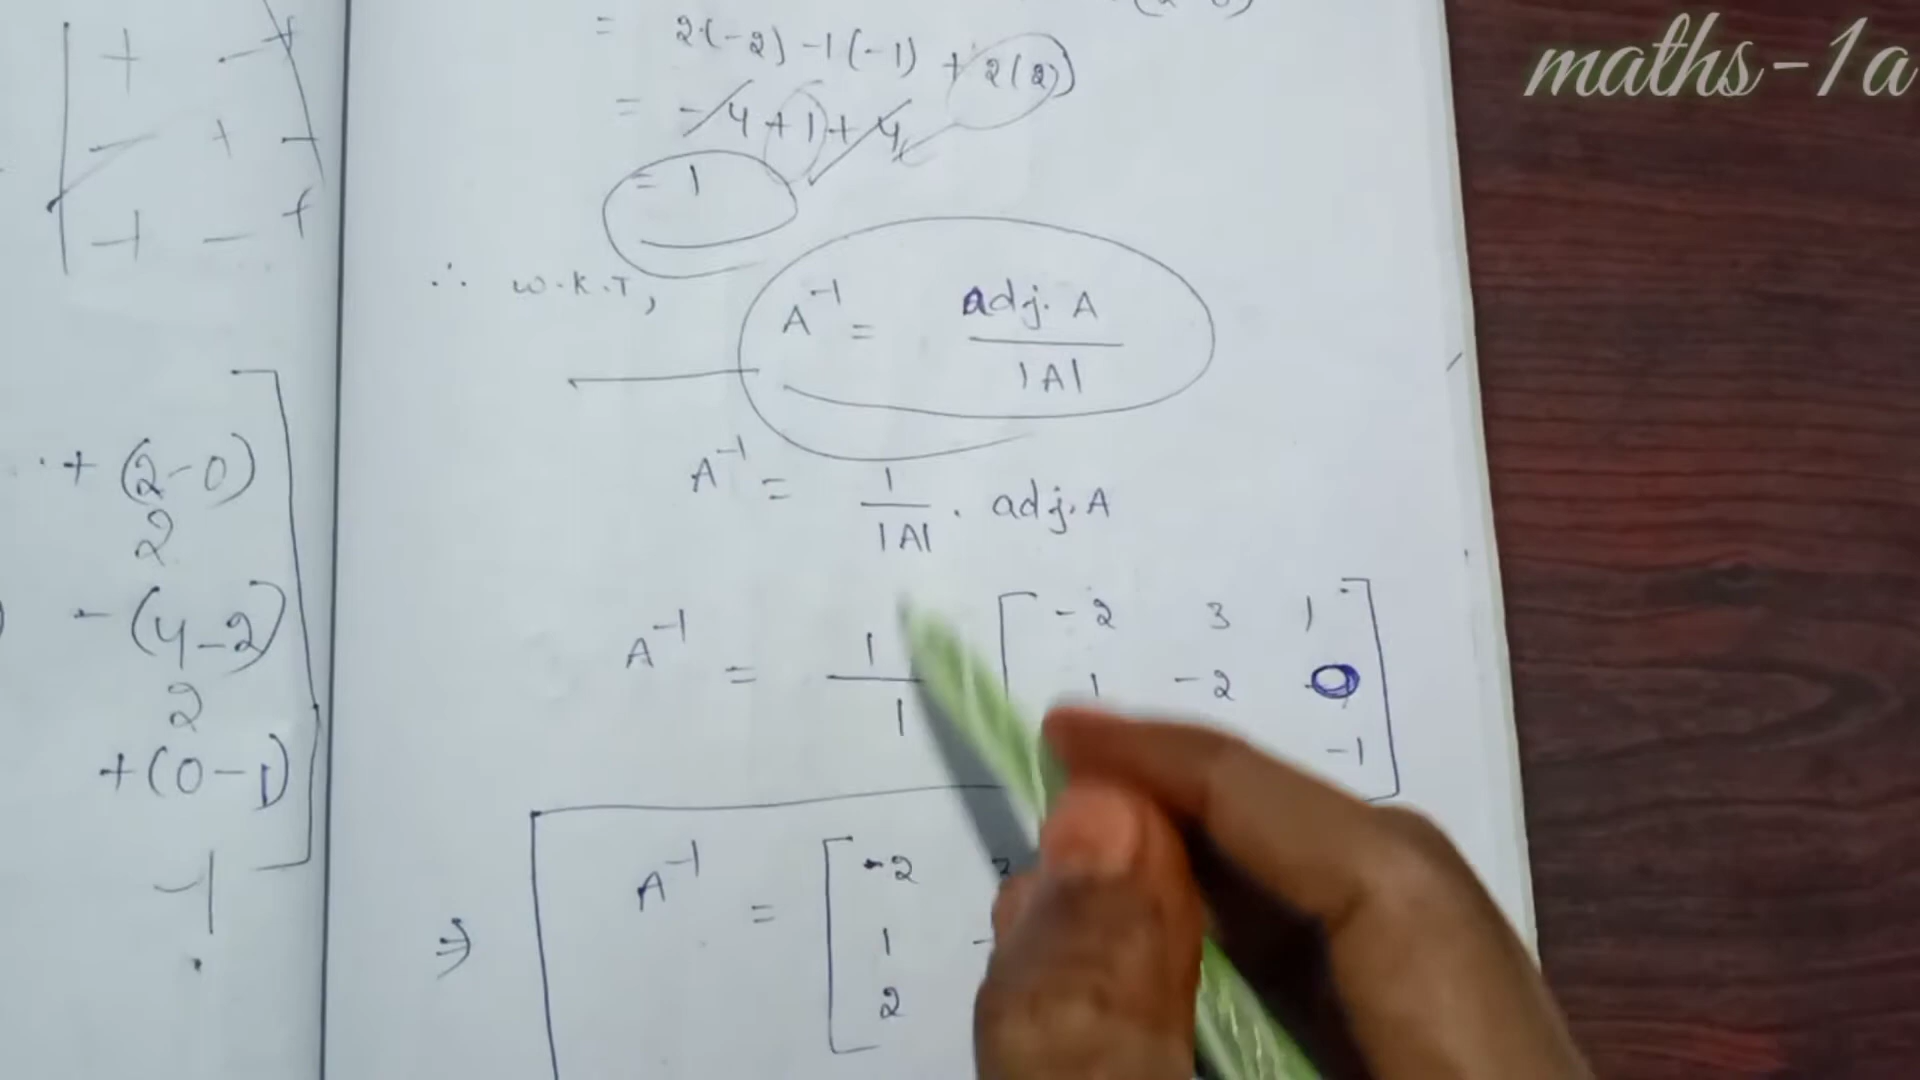 maths-1a
+ - +
- + -
+ - +
+ (2-0)
2
- (4-2)
2
+(0-1)
-1
= 2·(-2) -1(-1) + 2(2)
= -4+1+4
= 1
∴ w.k.T,
A⁻¹ = adj. A / |A|
A⁻¹ = 1/|A| . adj. A
A⁻¹ = 1/1
-2 3 1
1 -2 0
-1
⇒ A⁻¹ =
-2
1
2